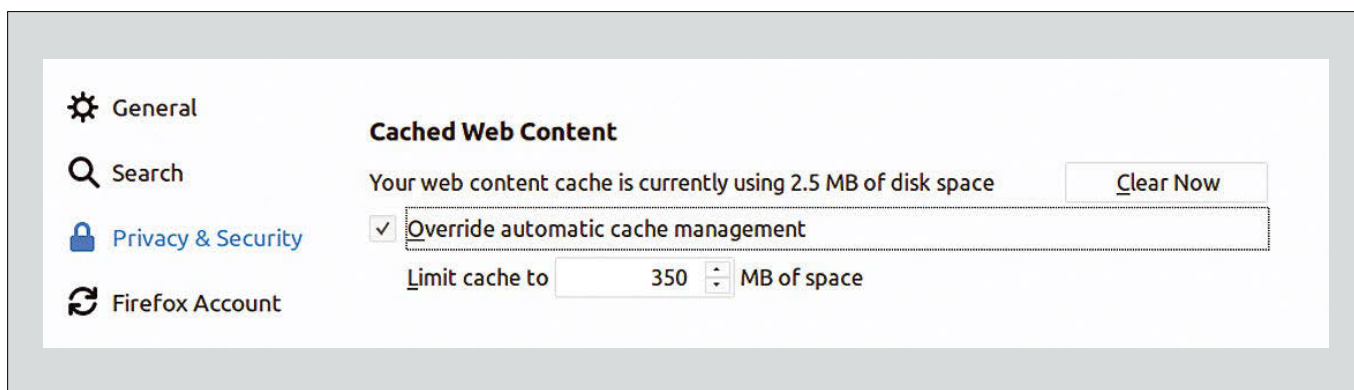 General
Search
Privacy & Security
Firefox Account
Cached Web Content
Your web content cache is currently using 2.5 MB of disk space
Clear Now
Override automatic cache management
Limit cache to 350 MB of space